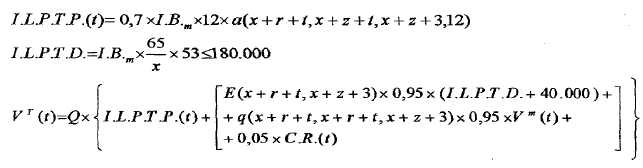 I.L.P.T.P.(t)=0,7×I.B.m×12×a(x+r+t,x+z+t,x+z+3,12)
I.L.P.T.D.=I.B.m×65/x×53≤180.000
V^r(t)=Q×{I.L.P.T.P.(t)+[E(x+r+t,x+z+3)×0,95×(I.L.P.T.D.+40.000)+
+q(x+r+t,x+r+t,x+z+3)×0,95×V^m(t)+
+0,05×C.R.(t)]}